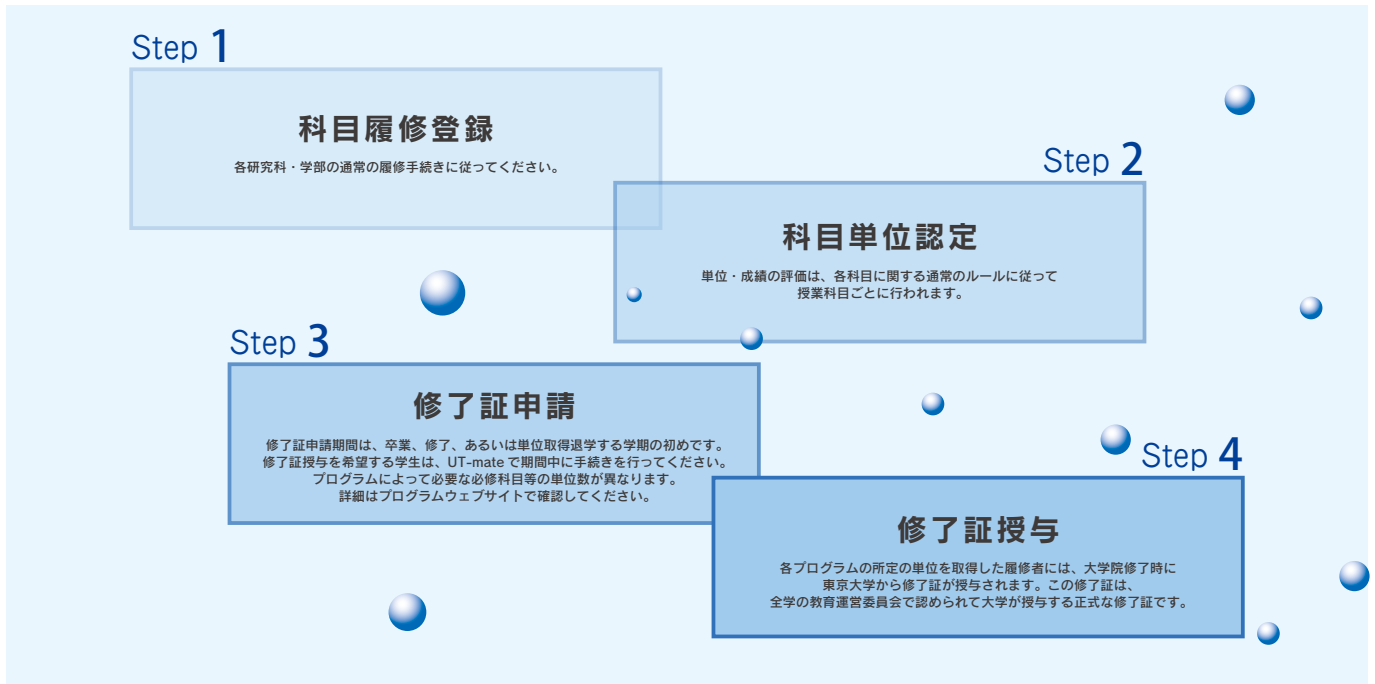 Step 1
科目履修登録
各研究科・学部の通常の履修手続きに従ってください。
Step 2
科目単位認定
単位・成績の評価は、各科目に関する通常のルールに従って
授業科目ごとに行われます。
Step 3
修了証申請
修了証申請期間は、卒業、修了、あるいは単位取得退学する学期の初めです。
修了証授与を希望する学生は、UT-mate で期間中に手続きを行ってください。
プログラムによって必要な必修科目等の単位数が異なります。
詳細はプログラムウェブサイトで確認してください。
Step 4
修了証授与
各プログラムの所定の単位を取得した履修者には、大学院修了時に
東京大学から修了証が授与されます。この修了証は、
全学の教育運営委員会で認められて大学が授与する正式な修了証です。